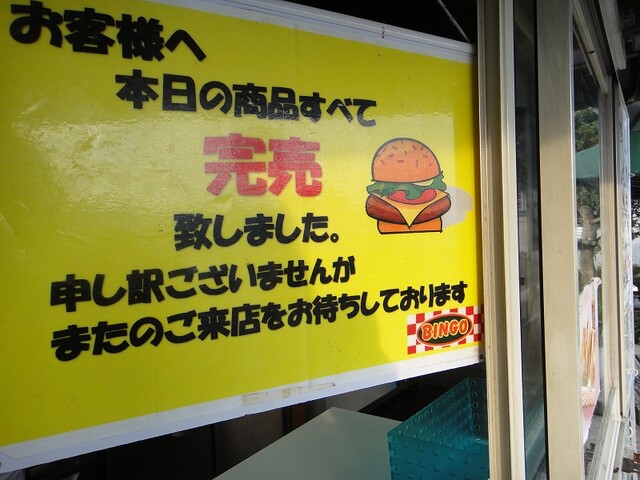 お客様へ
本日の商品すべて
完売
致しました。
申し訳ございませんが
またのご来店をお待ちしております
BINGO